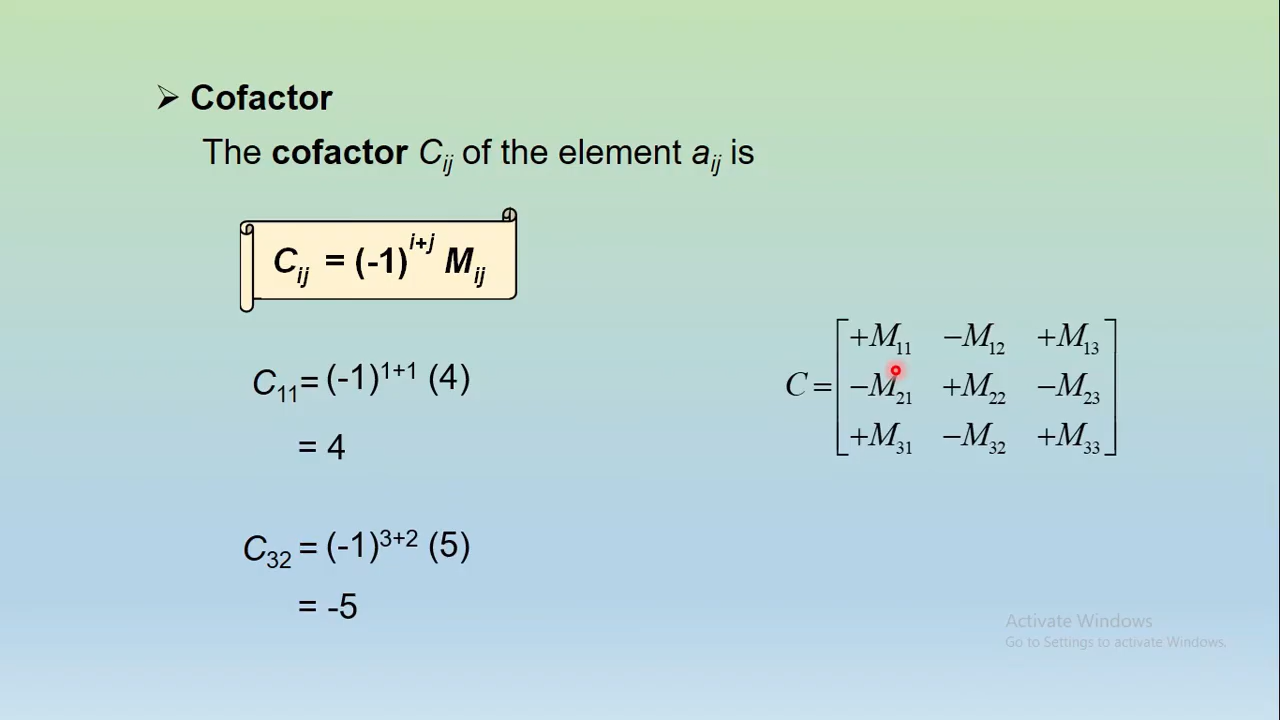 ➢ Cofactor
The cofactor Cij of the element aij is
Cij = (-1)^i+j Mij
C11= (-1)^1+1 (4)
= 4
C32 = (-1)^3+2 (5)
= -5
C = [ +M11 −M12 +M13
−M21 +M22 −M23
+M31 −M32 +M33 ]
Activate Windows
Go to Settings to activate Windows.